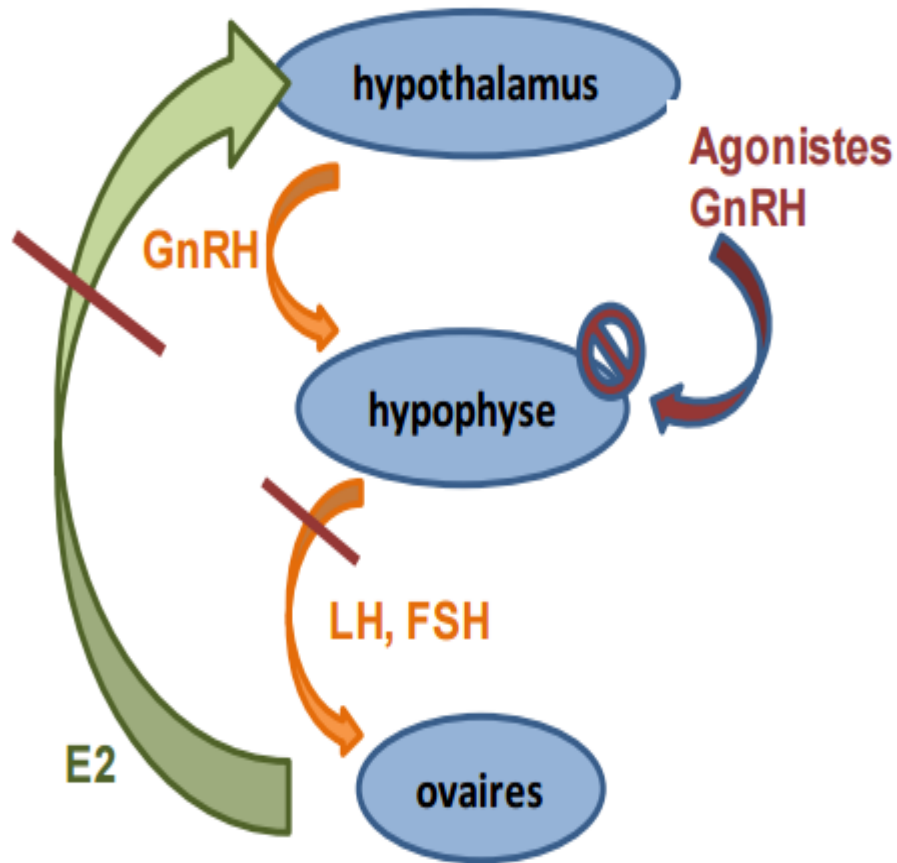 hypothalamus
Agonistes
GnRH
GnRH
hypophyse
LH, FSH
E2
ovaires